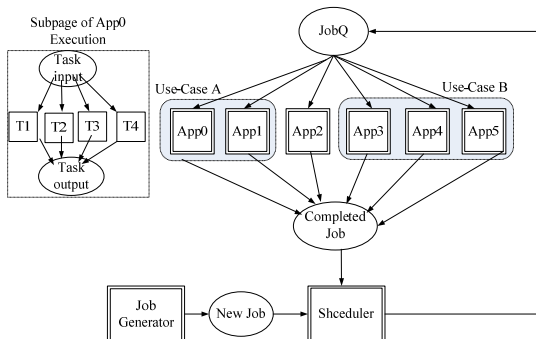 Subpage of App0
Execution
Task
input
T1
T2
T3
T4
Task
output
JobQ
Use-Case A
Use-Case B
App0
App1
App2
App3
App4
App5
Completed
Job
Job
Generator
New Job
Shceduler